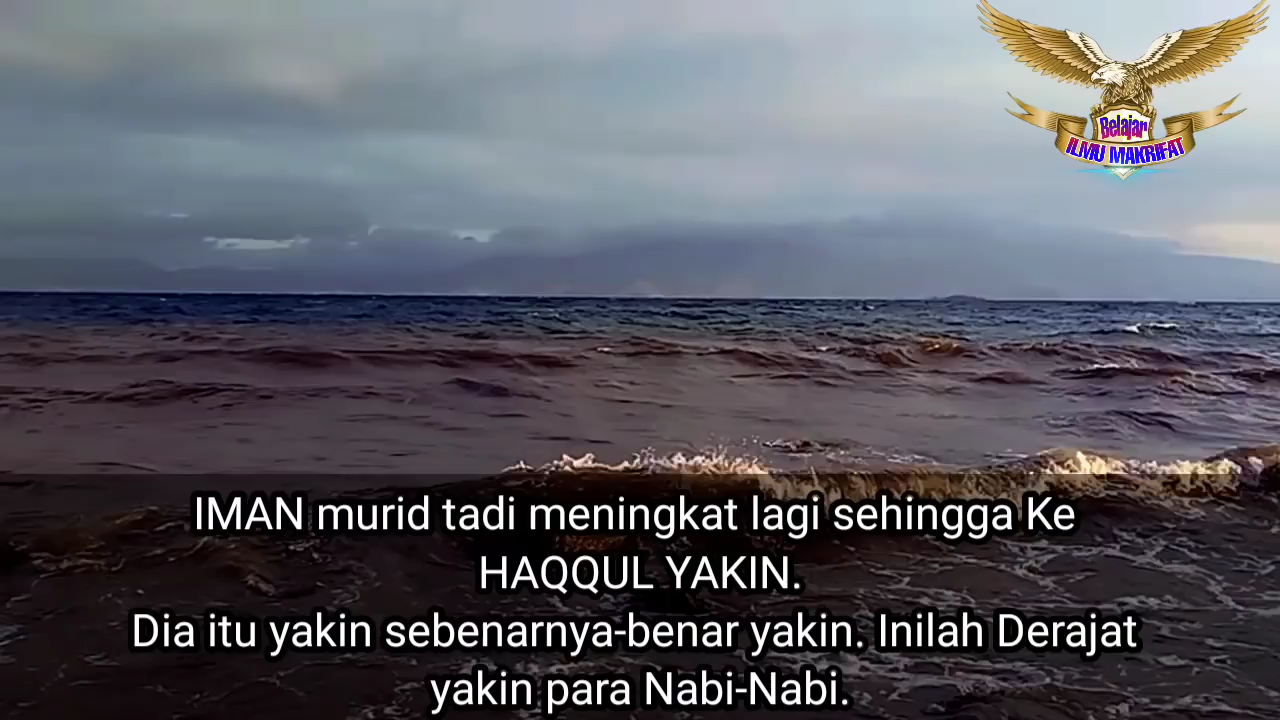 Belajar
ILMU MAKRIFAT
IMAN murid tadi meningkat lagi sehingga Ke
HAQQUL YAKIN.
Dia itu yakin sebenarnya-benar yakin. Inilah Derajat
yakin para Nabi-Nabi.